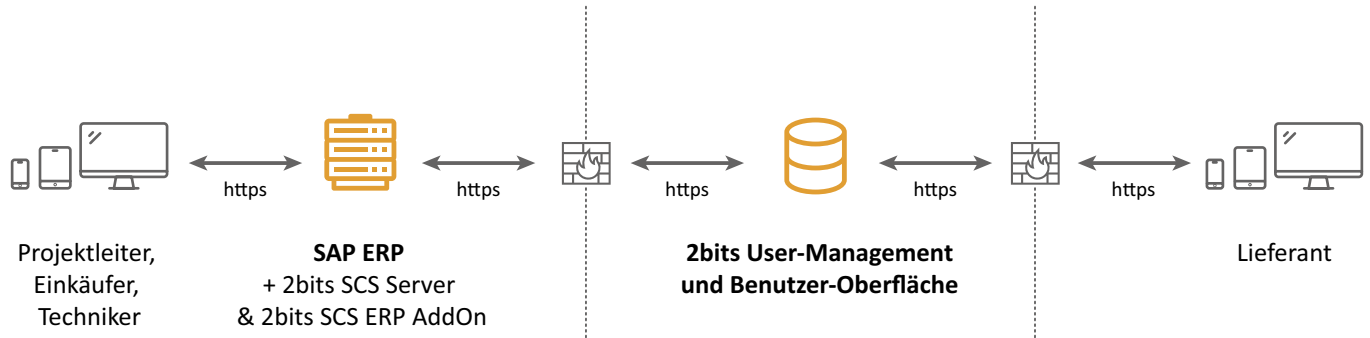 https
https
https
https
https
Projektleiter,
Einkäufer,
Techniker
SAP ERP
+ 2bits SCS Server
& 2bits SCS ERP AddOn
2bits User-Management
und Benutzer-Oberfläche
Lieferant